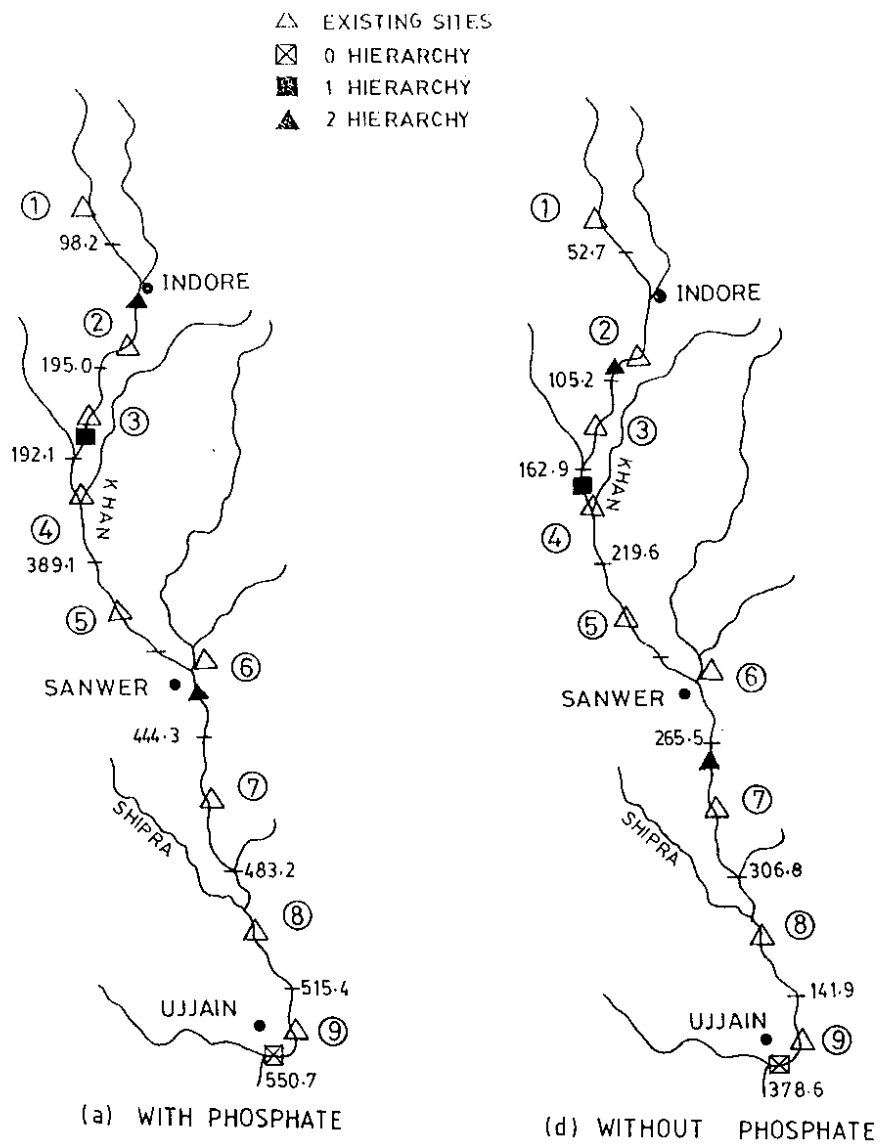 EXISTING SITES
0 HIERARCHY
1 HIERARCHY
2 HIERARCHY
1
98.2
INDORE
2
195.0
3
192.1
KHAN
4
389.1
5
6
SANWER
444.3
7
SHIPRA
483.2
8
515.4
UJJAIN
9
550.7
(a) WITH PHOSPHATE
1
52.7
INDORE
2
105.2
3
162.9
KHAN
4
219.6
5
6
SANWER
265.5
7
SHIPRA
306.8
8
141.9
UJJAIN
9
378.6
(d) WITHOUT PHOSPHATE